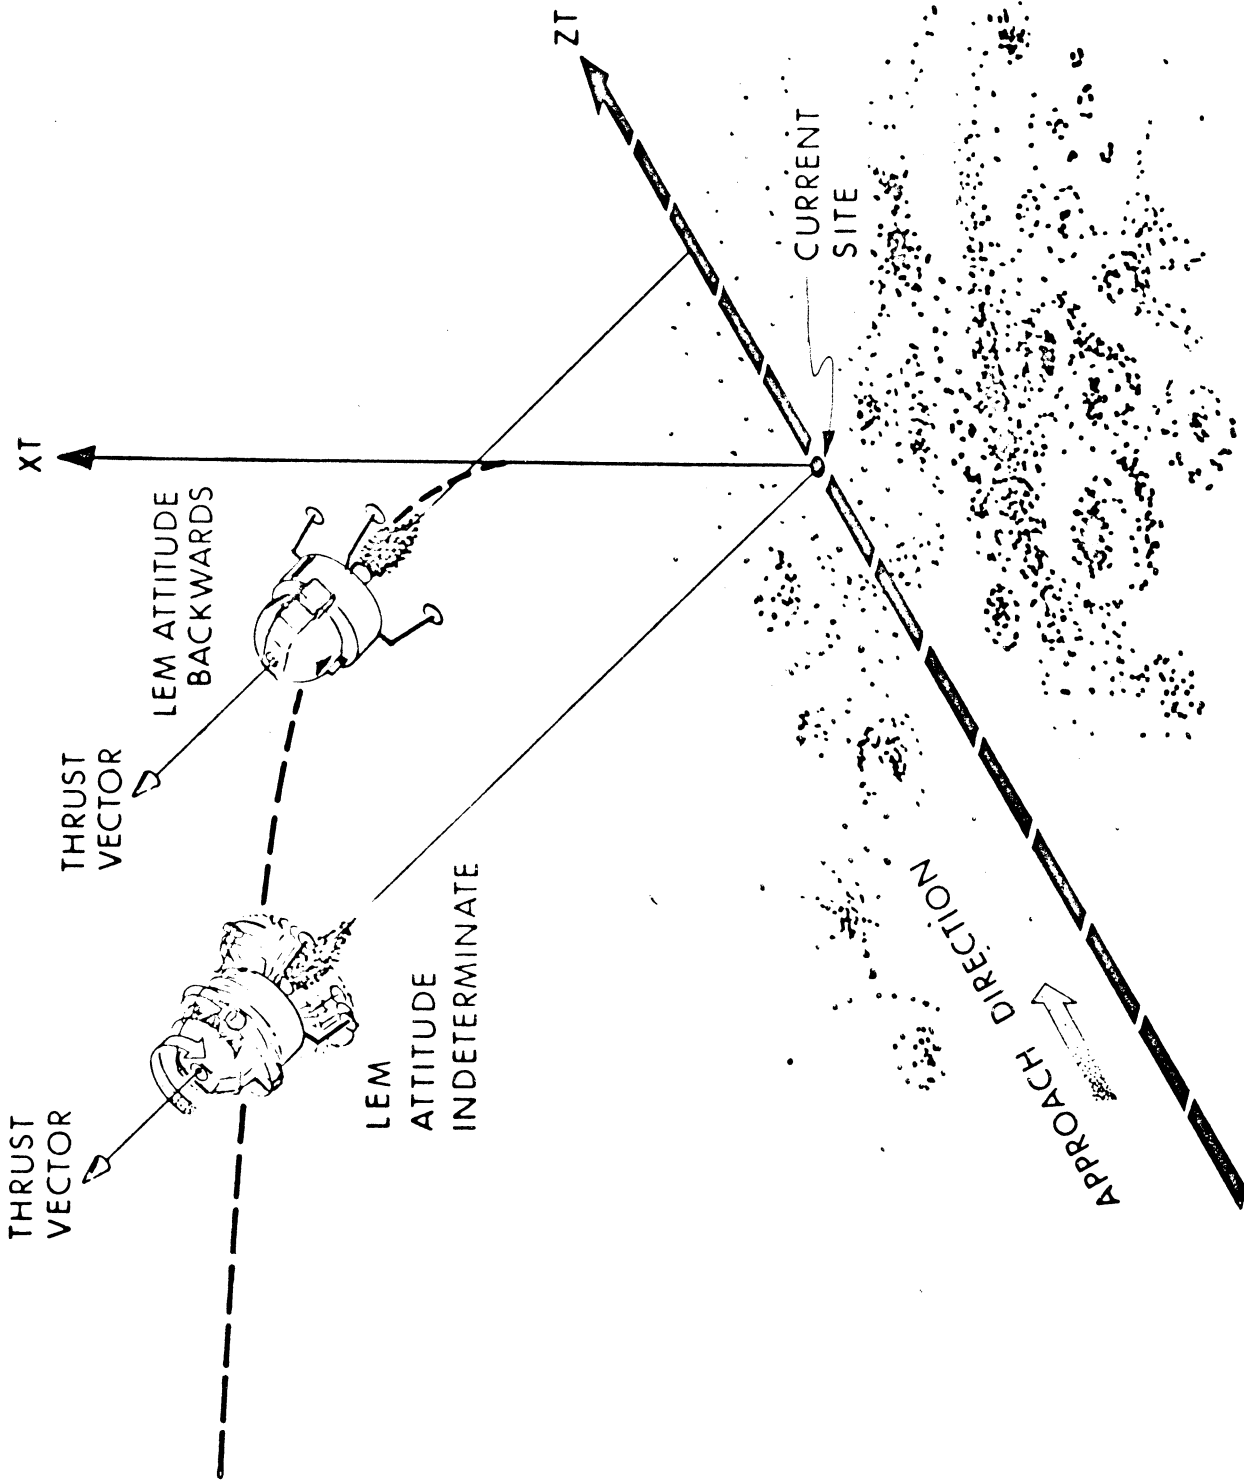 THRUST
VECTOR
THRUST
VECTOR
LEM ATTITUDE
BACKWARDS
XT
ZT
LEM
ATTITUDE
INDETERMINATE
CURRENT
SITE
APPROACH DIRECTION